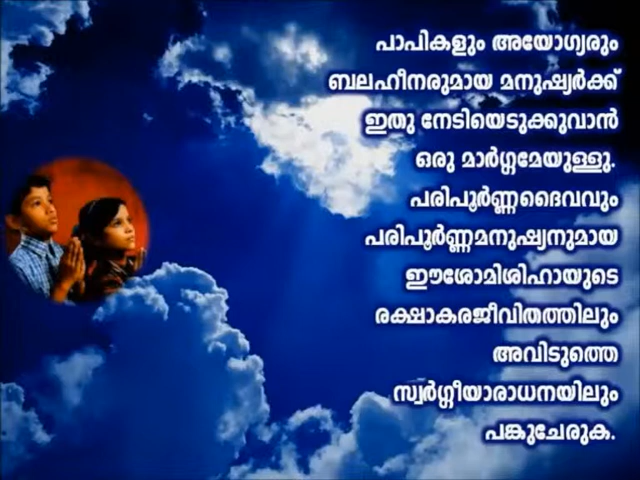 പാപികളും അയോഗ്യരും
ബലഹീനരുമായ മനുഷ്യർക്ക്
ഇതു നേടിയെടുക്കുവാൻ
ഒരു മാർഗ്ഗമേയുള്ളു.
പരിപൂർണ്ണദൈവവും
പരിപൂർണ്ണമനുഷ്യനുമായ
ഈശോമിശിഹായുടെ
രക്ഷാകരജീവിതത്തിലും
അവിടുത്തെ
സ്വർഗ്ഗീയാരാധനയിലും
പങ്കുചേരുക.